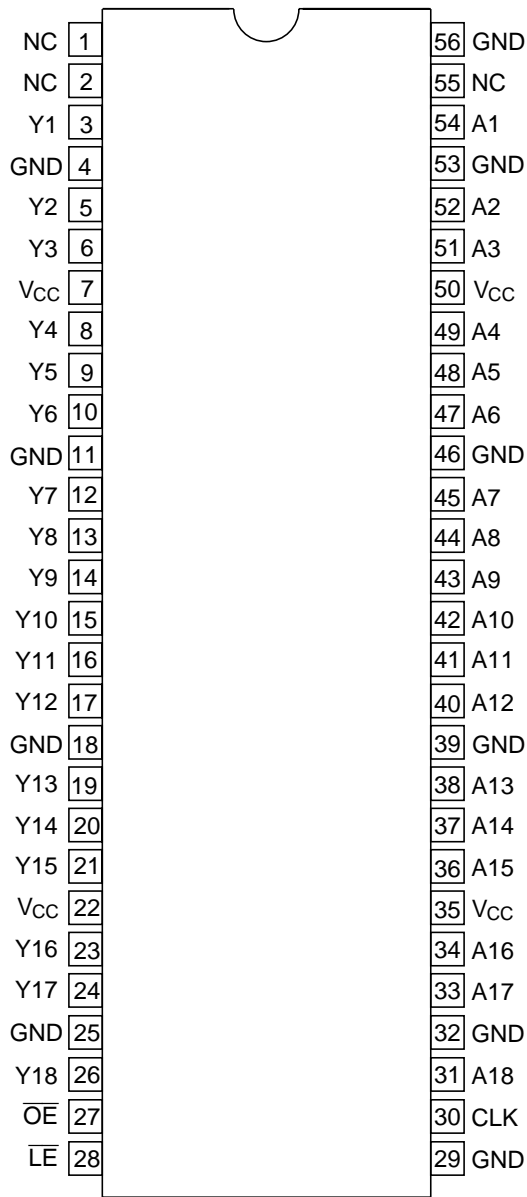 NC 1 56 GND
NC 2 55 NC
Y1 3 54 A1
GND 4 53 GND
Y2 5 52 A2
Y3 6 51 A3
VCC 7 50 VCC
Y4 8 49 A4
Y5 9 48 A5
Y6 10 47 A6
GND 11 46 GND
Y7 12 45 A7
Y8 13 44 A8
Y9 14 43 A9
Y10 15 42 A10
Y11 16 41 A11
Y12 17 40 A12
GND 18 39 GND
Y13 19 38 A13
Y14 20 37 A14
Y15 21 36 A15
VCC 22 35 VCC
Y16 23 34 A16
Y17 24 33 A17
GND 25 32 GND
Y18 26 31 A18
O̅E̅ 27 30 CLK
L̅E̅ 28 29 GND